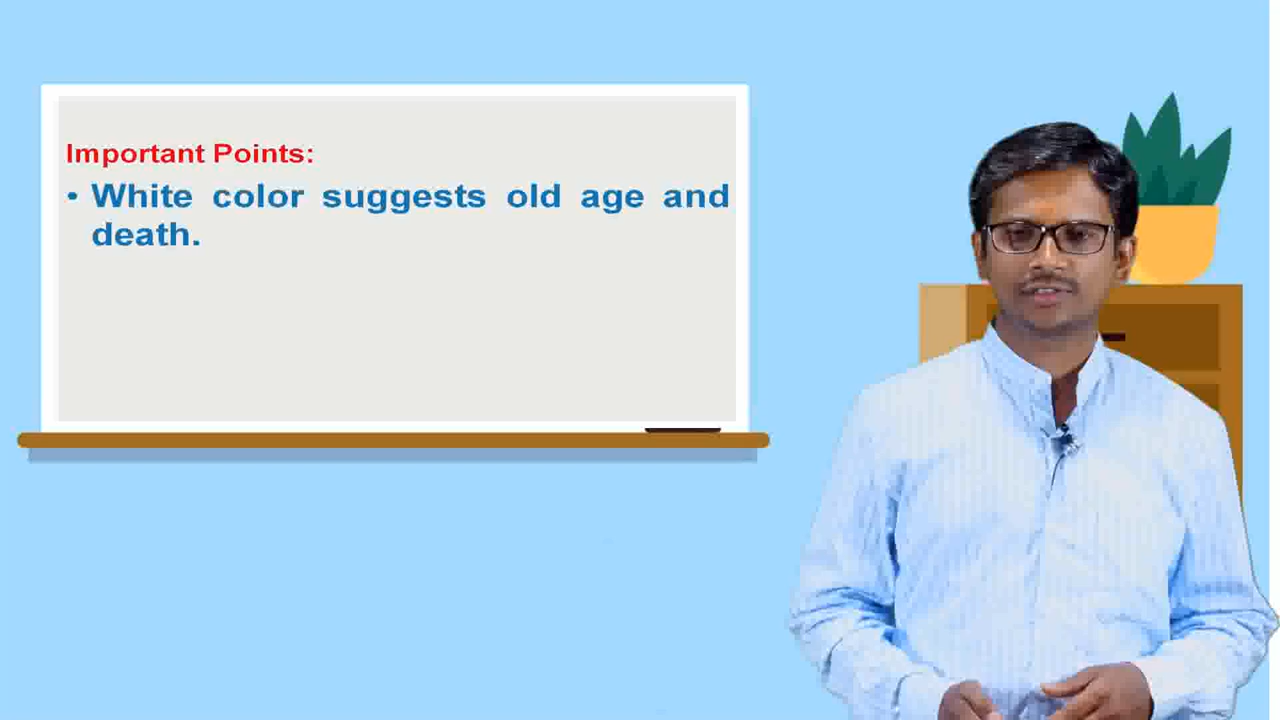 Important Points:
• White color suggests old age and
death.